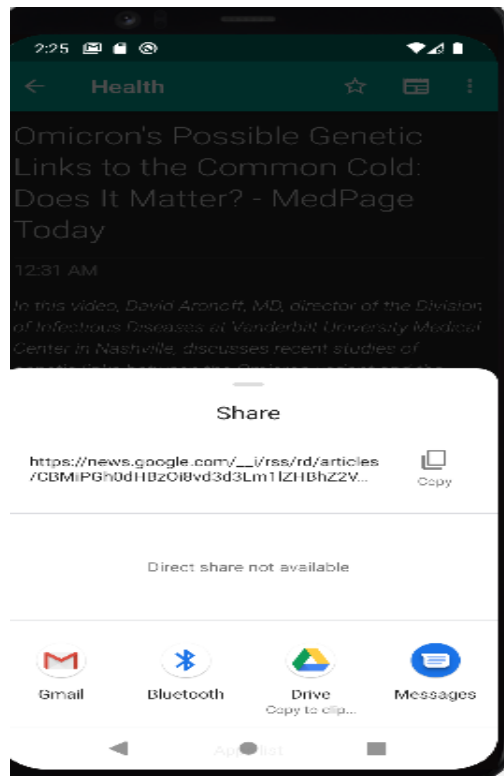 2:25
Health
Omicron's Possible Genetic
Links to the Common Cold:
Does It Matter? - MedPage
Today
12:31 AM
In this video, David Aronoff, MD, director of the Division
of Infectious Diseases at Vanderbilt University Medical
Center in Nashville, discusses recent studies of
Share
https://news.google.com/__i/rss/rd/articles
/CBMiPGh0dHBzOi8vd3d3Lm1lZHBhZ2V...
Copy
Direct share not available
Gmail Bluetooth Drive Messages
Copy to clip...
App list